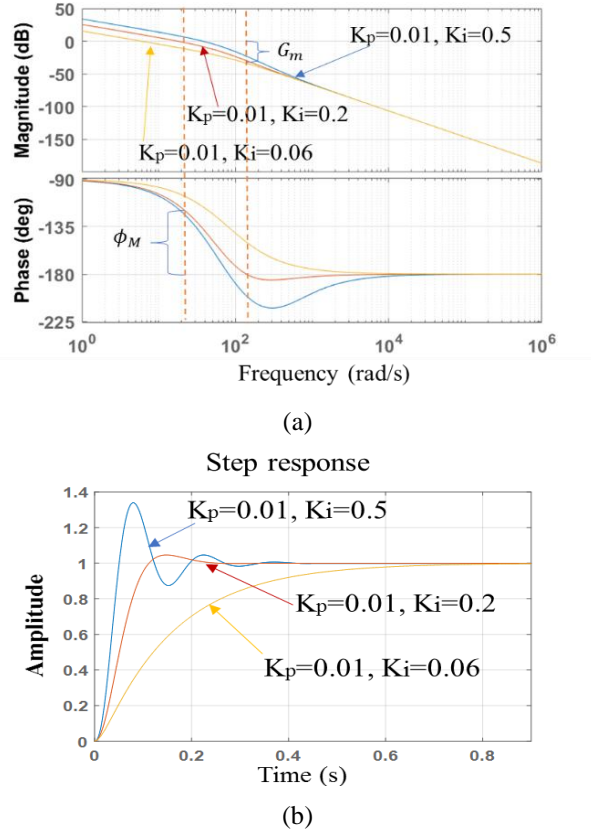 50
0
-50
-100
-150
Magnitude (dB)
Gm
Kp=0.01, Ki=0.5
Kp=0.01, Ki=0.2
Kp=0.01, Ki=0.06
-90
-135
-180
-225
Phase (deg)
ϕM
10^0 10^2 10^4 10^6
Frequency (rad/s)
(a)
Step response
1.4
1.2
1
0.8
0.6
0.4
0.2
0
Amplitude
Kp=0.01, Ki=0.5
Kp=0.01, Ki=0.2
Kp=0.01, Ki=0.06
0 0.2 0.4 0.6 0.8
Time (s)
(b)